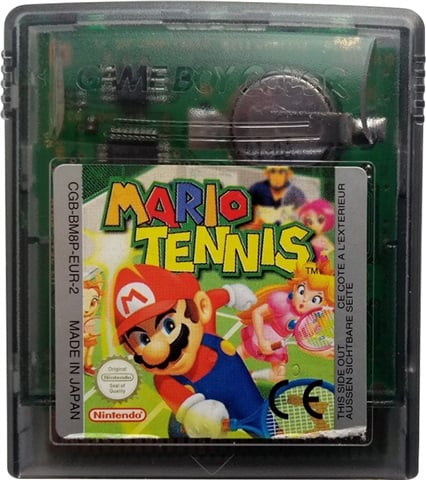 GAME BOY COLOR
CGB-BM8P-EUR-2
MADE IN JAPAN
MARIO
TENNIS
TM
M
Original
Nintendo
Seal of
Quality
Nintendo
CE
THIS SIDE OUT
CE COTE A L'EXTERIEUR
AUSSEN SICHTBARE SEITE